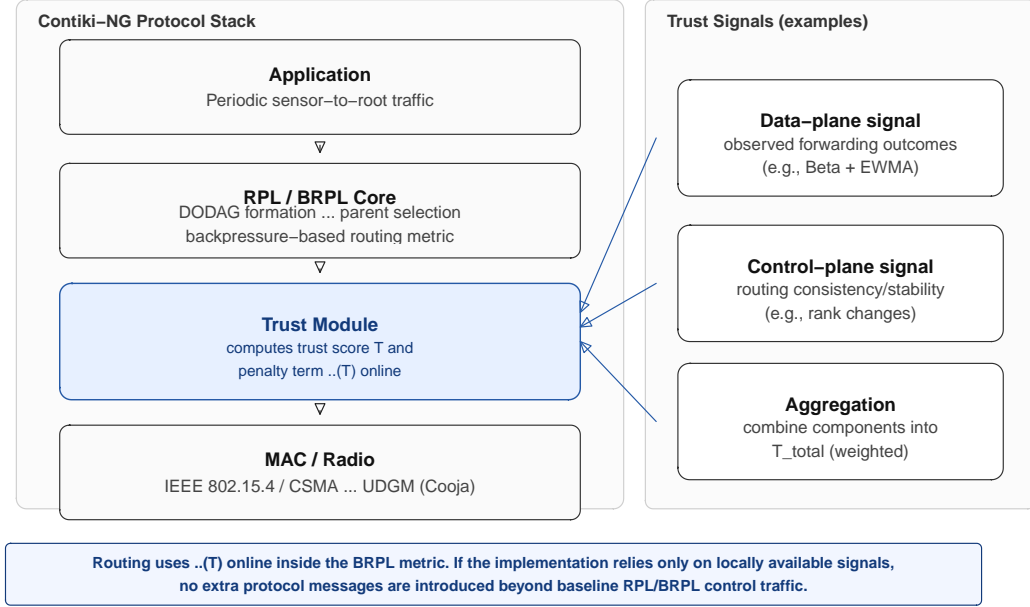 Contiki−NG Protocol Stack
Application
Periodic sensor−to−root traffic
RPL / BRPL Core
DODAG formation ... parent selection
backpressure−based routing metric
Trust Module
computes trust score T and
penalty term ..(T) online
MAC / Radio
IEEE 802.15.4 / CSMA ... UDGM (Cooja)
Trust Signals (examples)
Data−plane signal
observed forwarding outcomes
(e.g., Beta + EWMA)
Control−plane signal
routing consistency/stability
(e.g., rank changes)
Aggregation
combine components into
T_total (weighted)
Routing uses ..(T) online inside the BRPL metric. If the implementation relies only on locally available signals,
no extra protocol messages are introduced beyond baseline RPL/BRPL control traffic.